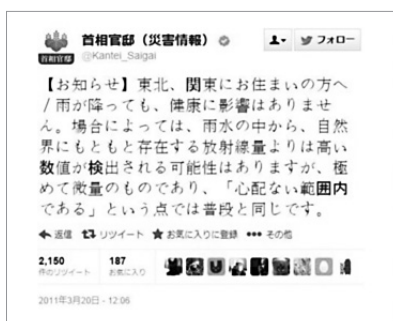 首相官邸（災害情報）
フォロー
首相官邸
@Kantei_Saigai
【お知らせ】東北、関東にお住まいの方へ
／雨が降っても、健康に影響はありませ
ん。場合によっては、雨水の中から、自然
界にもともと存在する放射線量よりは高い
数値が検出される可能性はありますが、極
めて微量のものであり、「心配ない範囲内
である」という点では普段と同じです。
返信 リツイート お気に入りに登録 その他
2,150 187
件のリツイート お気に入り
2011年3月20日 - 12:06